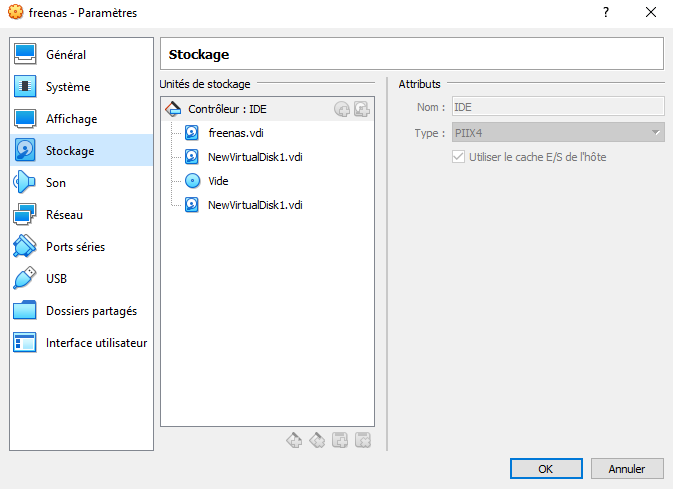 freenas - Paramètres
?
Général
Système
Affichage
Stockage
Son
Réseau
Ports séries
USB
Dossiers partagés
Interface utilisateur
Stockage
Unités de stockage
Contrôleur : IDE
freenas.vdi
NewVirtualDisk1.vdi
Vide
NewVirtualDisk1.vdi
Attributs
Nom : IDE
Type : PIIX4
Utiliser le cache E/S de l'hôte
OK
Annuler